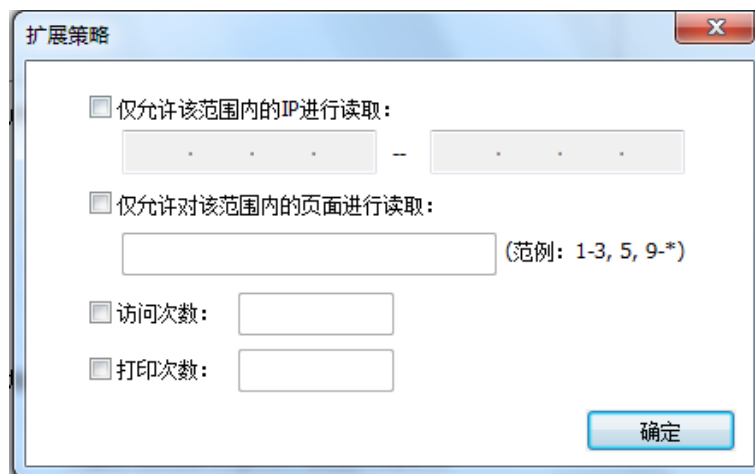 扩展策略
仅允许该范围内的IP进行读取：
. . . -- . . .
仅允许对该范围内的页面进行读取：
(范例：1-3, 5, 9-*)
访问次数：
打印次数：
确定